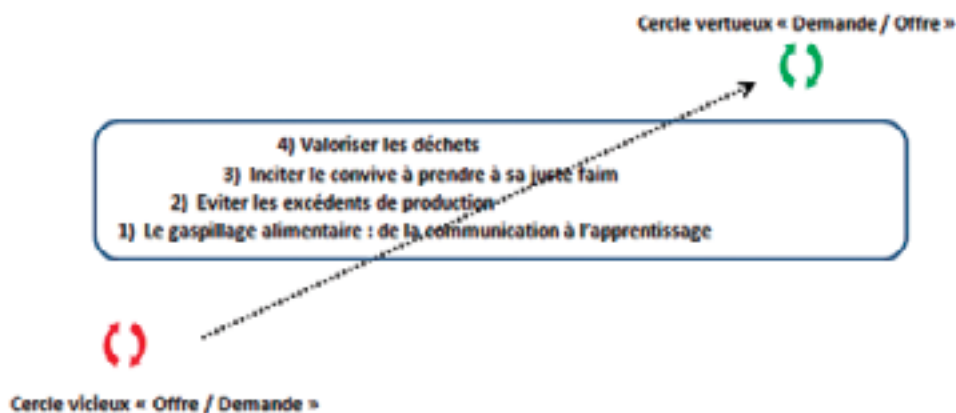 Cercle vertueux « Demande / Offre »
4) Valoriser les déchets
3) Inciter le convive à prendre à sa juste faim
2) Eviter les excédents de production
1) Le gaspillage alimentaire : de la communication à l'apprentissage
Cercle vicieux « Offre / Demande »